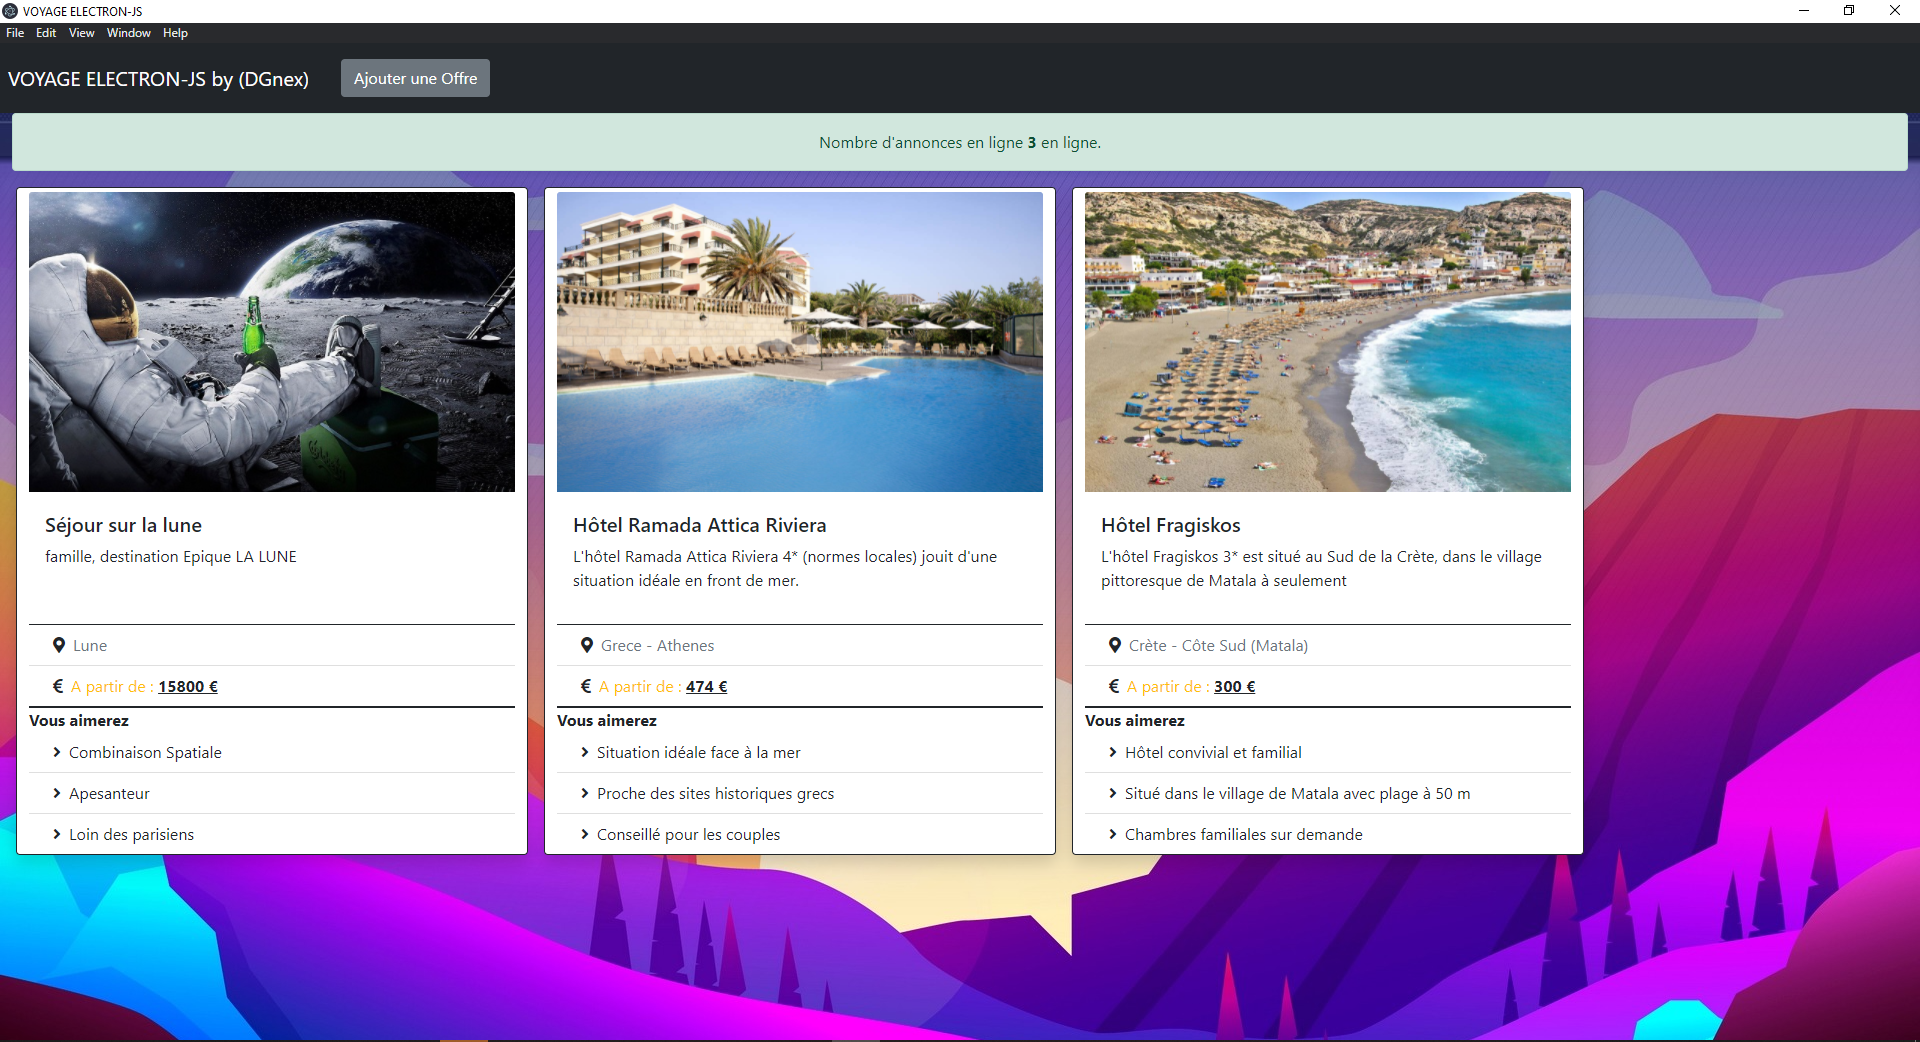 VOYAGE ELECTRON-JS
File Edit View Window Help
VOYAGE ELECTRON-JS by (DGnex) Ajouter une Offre
Nombre d'annonces en ligne 3 en ligne.
Séjour sur la lune
famille, destination Epique LA LUNE
Lune
€ A partir de : 15800 €
Vous aimerez
Combinaison Spatiale
Apesanteur
Loin des parisiens
Hôtel Ramada Attica Riviera
L'hôtel Ramada Attica Riviera 4* (normes locales) jouit d'une
situation idéale en front de mer.
Grece - Athenes
€ A partir de : 474 €
Vous aimerez
Situation idéale face à la mer
Proche des sites historiques grecs
Conseillé pour les couples
Hôtel Fragiskos
L'hôtel Fragiskos 3* est situé au Sud de la Crète, dans le village
pittoresque de Matala à seulement
Crète - Côte Sud (Matala)
€ A partir de : 300 €
Vous aimerez
Hôtel convivial et familial
Situé dans le village de Matala avec plage à 50 m
Chambres familiales sur demande